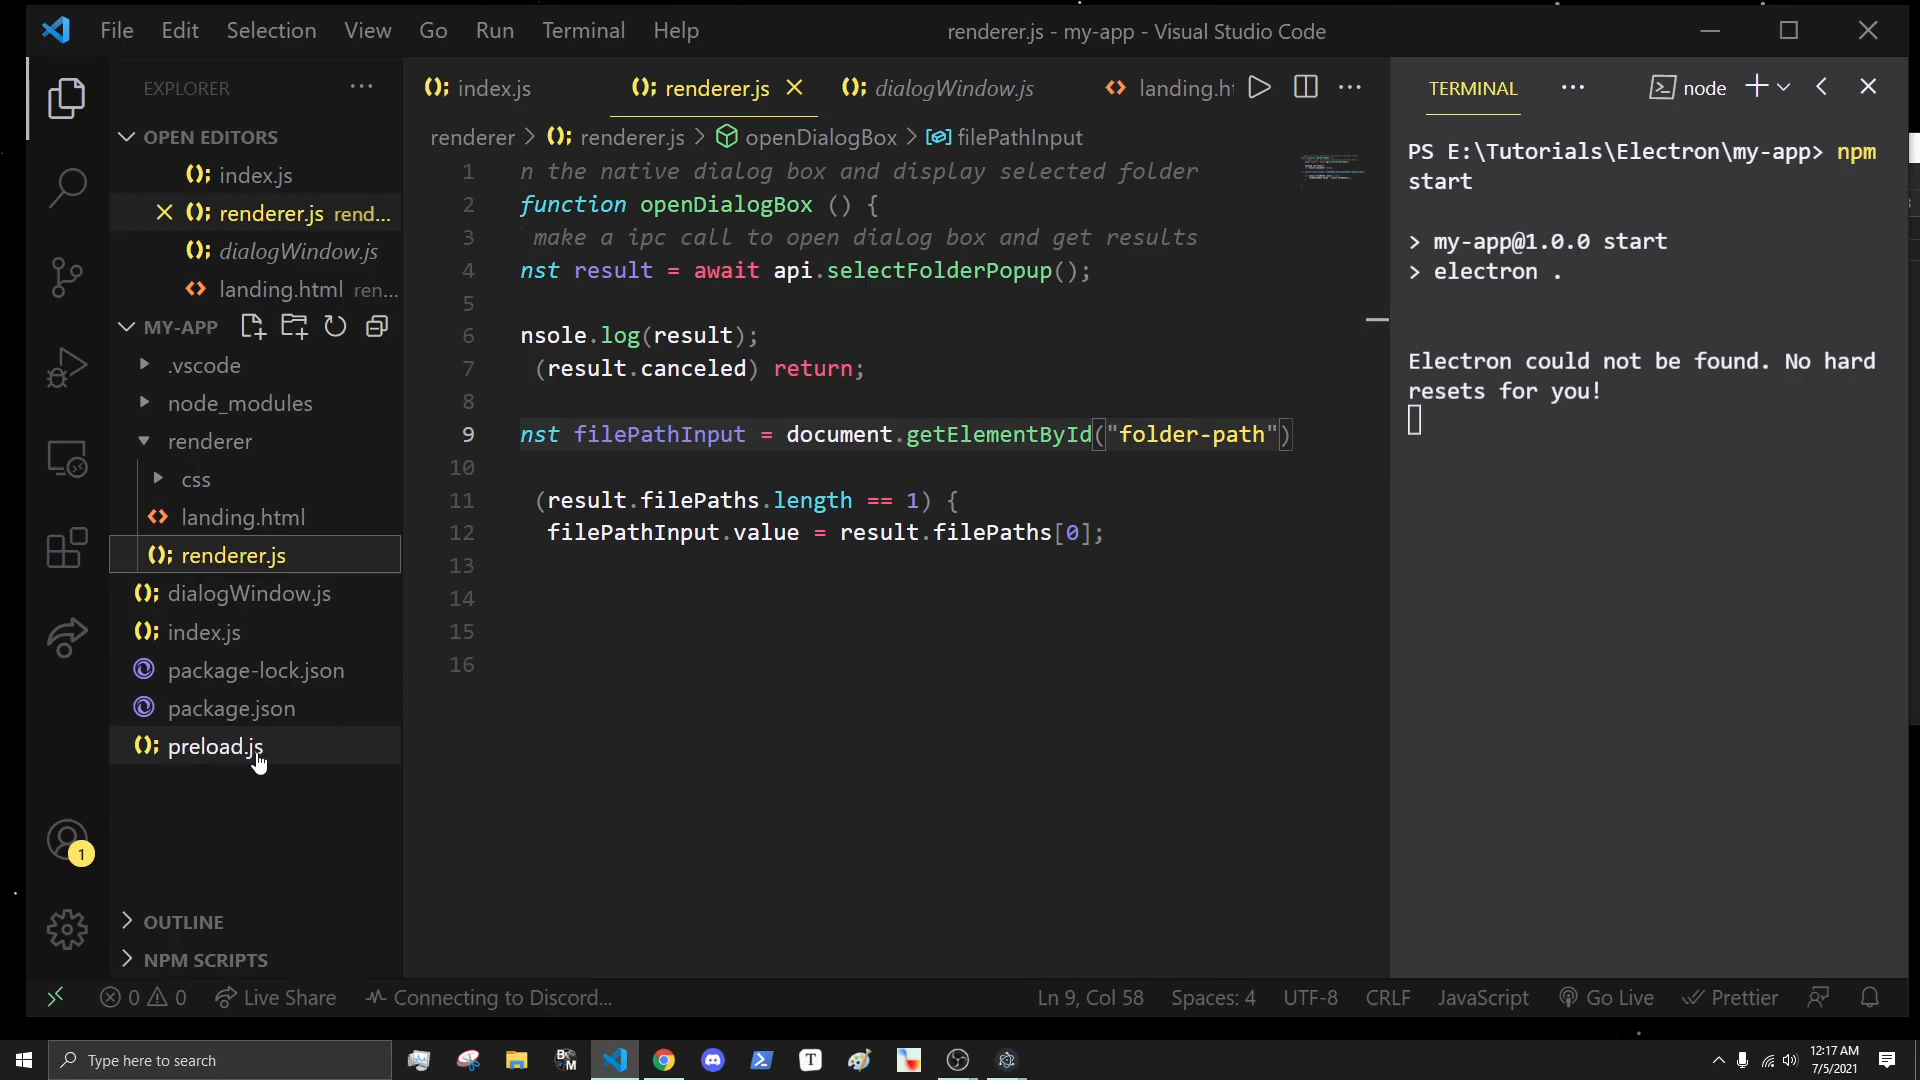 File Edit Selection View Go Run Terminal Help renderer.js - my-app - Visual Studio Code
EXPLORER
index.js renderer.js dialogWindow.js landing.ht
TERMINAL node
OPEN EDITORS
index.js
renderer.js rend...
dialogWindow.js
landing.html ren...
MY-APP
.vscode
node_modules
renderer
css
landing.html
renderer.js
dialogWindow.js
index.js
package-lock.json
package.json
preload.js
OUTLINE
NPM SCRIPTS
renderer > renderer.js > openDialogBox > filePathInput
1 n the native dialog box and display selected folder
2 function openDialogBox () {
3 make a ipc call to open dialog box and get results
4 nst result = await api.selectFolderPopup();
5
6 nsole.log(result);
7 (result.canceled) return;
8
9 nst filePathInput = document.getElementById("folder-path")
10
11 (result.filePaths.length == 1) {
12 filePathInput.value = result.filePaths[0];
13
14
15
16
PS E:\Tutorials\Electron\my-app> npm
start
> my-app@1.0.0 start
> electron .
Electron could not be found. No hard
resets for you!
1
0 0 Live Share Connecting to Discord... Ln 9, Col 58 Spaces: 4 UTF-8 CRLF JavaScript Go Live Prettier
Type here to search
B
M
T
12:17 AM
7/5/2021